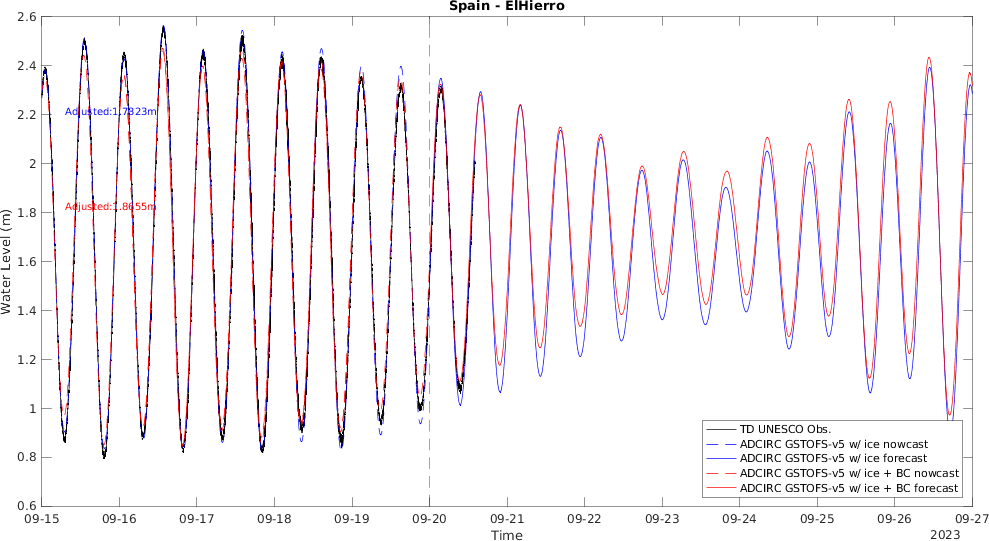 Spain - ElHierro
2.6
2.4
2.2
2
1.8
1.6
1.4
1.2
1
0.8
0.6
Water Level (m)
Adjusted:1.7823m
Adjusted:1.8655m
TD UNESCO Obs.
ADCIRC GSTOFS-v5 w/ ice nowcast
ADCIRC GSTOFS-v5 w/ ice forecast
ADCIRC GSTOFS-v5 w/ ice + BC nowcast
ADCIRC GSTOFS-v5 w/ ice + BC forecast
09-15 09-16 09-17 09-18 09-19 09-20 09-21 09-22 09-23 09-24 09-25 09-26 09-27
Time
2023